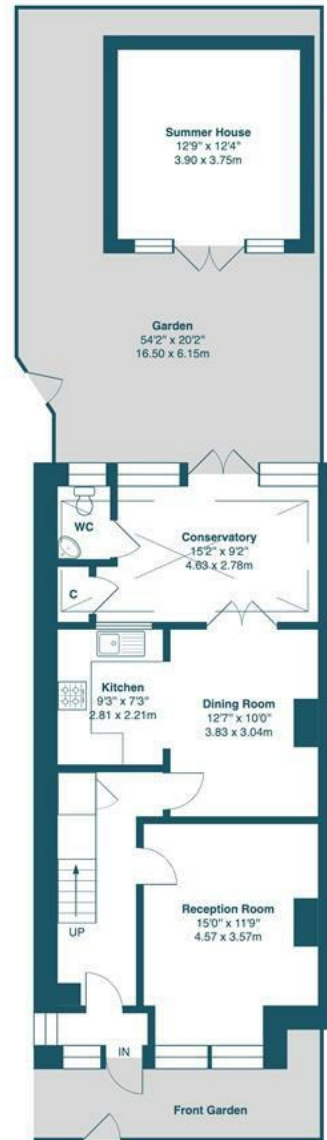 Summer House
12'9" x 12'4"
3.90 x 3.75m
Garden
54'2" x 20'2"
16.50 x 6.15m
WC
Conservatory
15'2" x 9'2"
4.63 x 2.78m
C
Kitchen
9'3" x 7'3"
2.81 x 2.21m
Dining Room
12'7" x 10'0"
3.83 x 3.04m
Reception Room
15'0" x 11'9"
4.57 x 3.57m
UP
IN
Front Garden